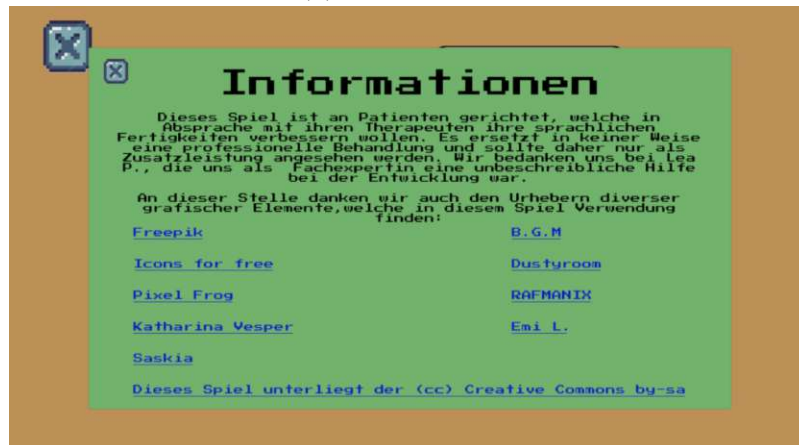 Informationen
Dieses Spiel ist an Patienten gerichtet, welche in
Absprache mit ihren Therapeuten ihre sprachlichen
Fertigkeiten verbessern wollen. Es ersetzt in keiner Weise
eine professionelle Behandlung und sollte daher nur als
Zusatzleistung angesehen werden. Wir bedanken uns bei Lea
P., die uns als Fachexpertin eine unbeschreibliche Hilfe
bei der Entwicklung war.
An dieser Stelle danken wir auch den Urhebern diverser
grafischer Elemente,welche in diesem Spiel Verwendung
finden:
Freepik
B.G.M
Icons for free
Dustyroom
Pixel Frog
RAFMANIX
Katharina Vesper
Emi L.
Saskia
Dieses Spiel unterliegt der (cc) Creative Commons by-sa